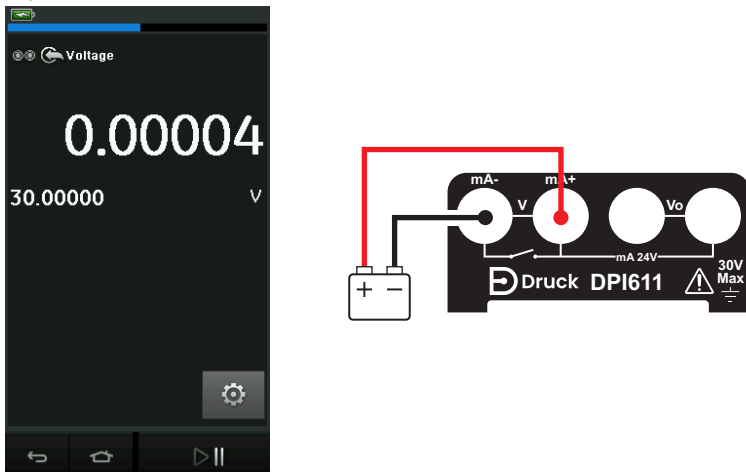 Voltage
0.00004
30.00000 V
mA- mA+
V Vo
mA 24V
30V
Max
Druck DPI611
+ −